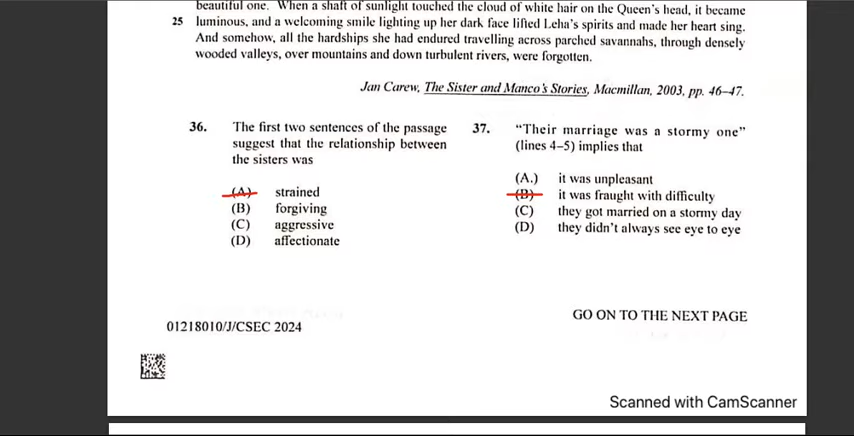 beautiful one. When a shaft of sunlight touched the cloud of white hair on the Queen's head, it became
25 luminous, and a welcoming smile lighting up her dark face lifted Leha's spirits and made her heart sing.
And somehow, all the hardships she had endured travelling across parched savannahs, through densely
wooded valleys, over mountains and down turbulent rivers, were forgotten.
Jan Carew, The Sister and Manco's Stories, Macmillan, 2003, pp. 46–47.
36. The first two sentences of the passage
suggest that the relationship between
the sisters was
(A) strained
(B) forgiving
(C) aggressive
(D) affectionate
37. "Their marriage was a stormy one"
(lines 4–5) implies that
(A.) it was unpleasant
(B) it was fraught with difficulty
(C) they got married on a stormy day
(D) they didn't always see eye to eye
GO ON TO THE NEXT PAGE
01218010/J/CSEC 2024
Scanned with CamScanner